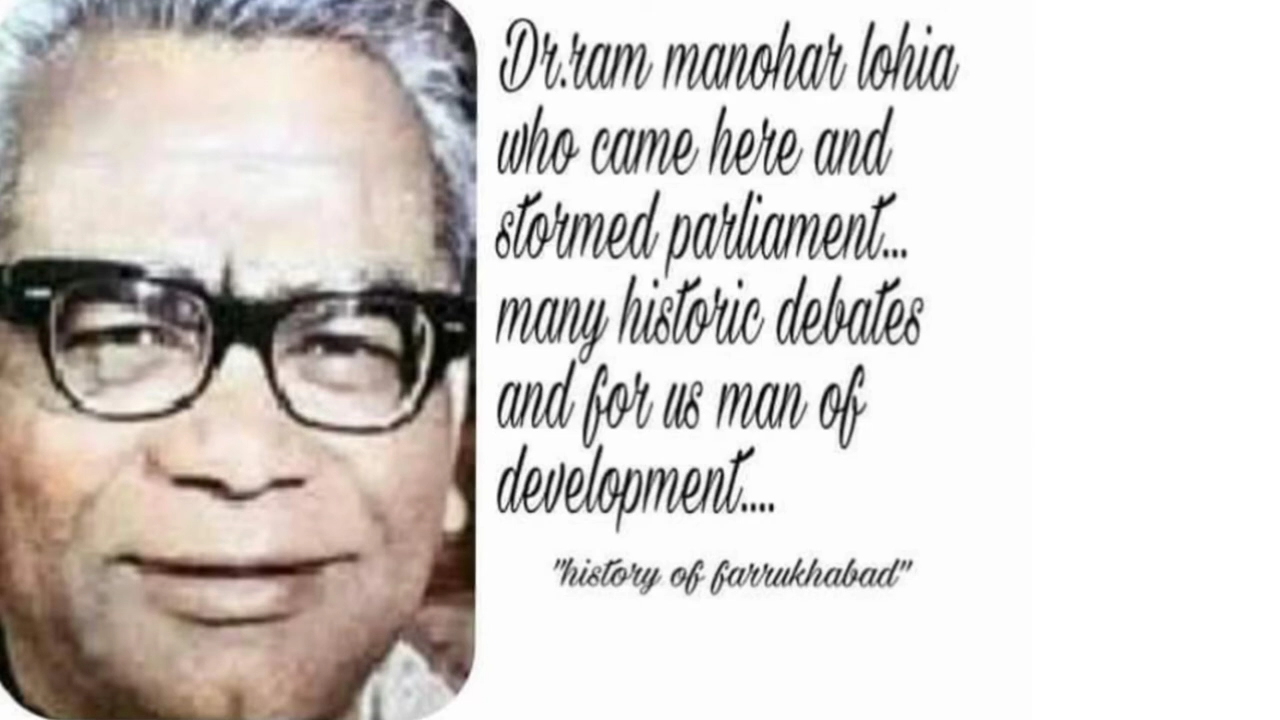 Dr.ram manohar lohia
who came here and
stormed parliament...
many historic debates
and for us man of
development....
"history of farrukhabad"